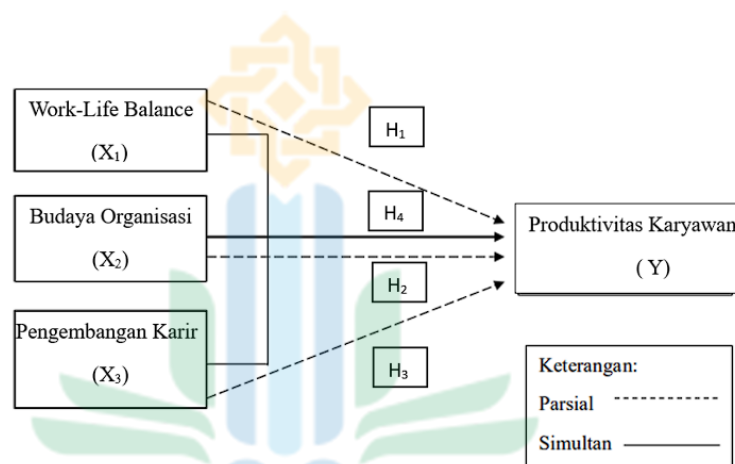 Work-Life Balance
(X₁)
H₁
Budaya Organisasi
(X₂)
H₄
H₂
Produktivitas Karyawan
( Y)
Pengembangan Karir
(X₃)
H₃
Keterangan:
Parsial
Simultan